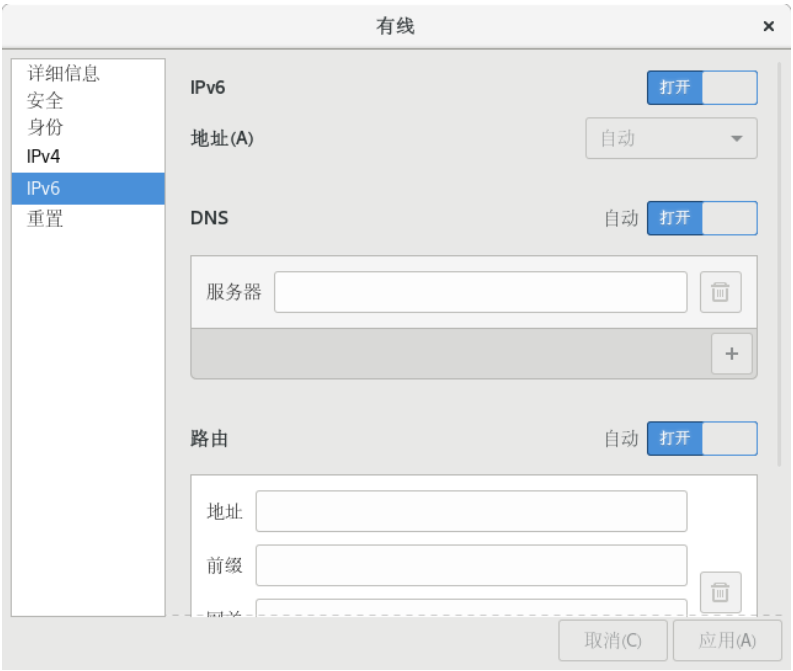 有线
详细信息
安全
身份
IPv4
IPv6
重置
IPv6 打开
地址(A) 自动
DNS 自动 打开
服务器
+
路由 自动 打开
地址
前缀
取消(C) 应用(A)